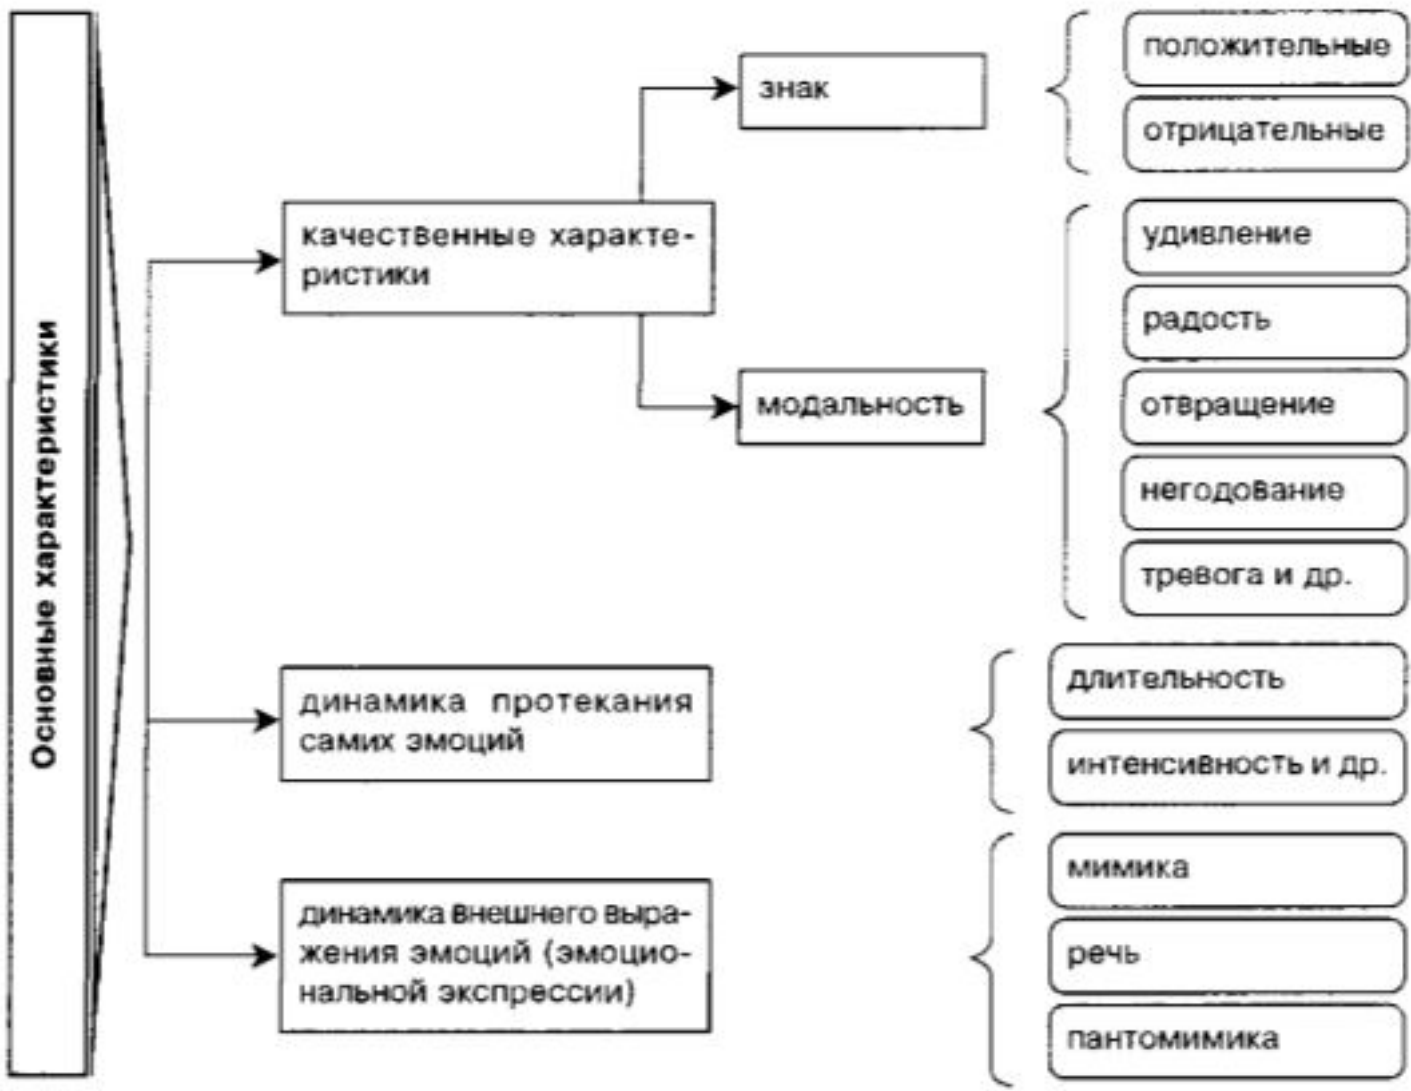 Основные характеристики
качественные характе-
ристики
знак
положительные
отрицательные
модальность
удивление
радость
отвращение
негодование
тревога и др.
динамика протекания
самих эмоций
длительность
интенсивность и др.
динамика внешнего выра-
жения эмоций (эмоцио-
нальной экспрессии)
мимика
речь
пантомимика